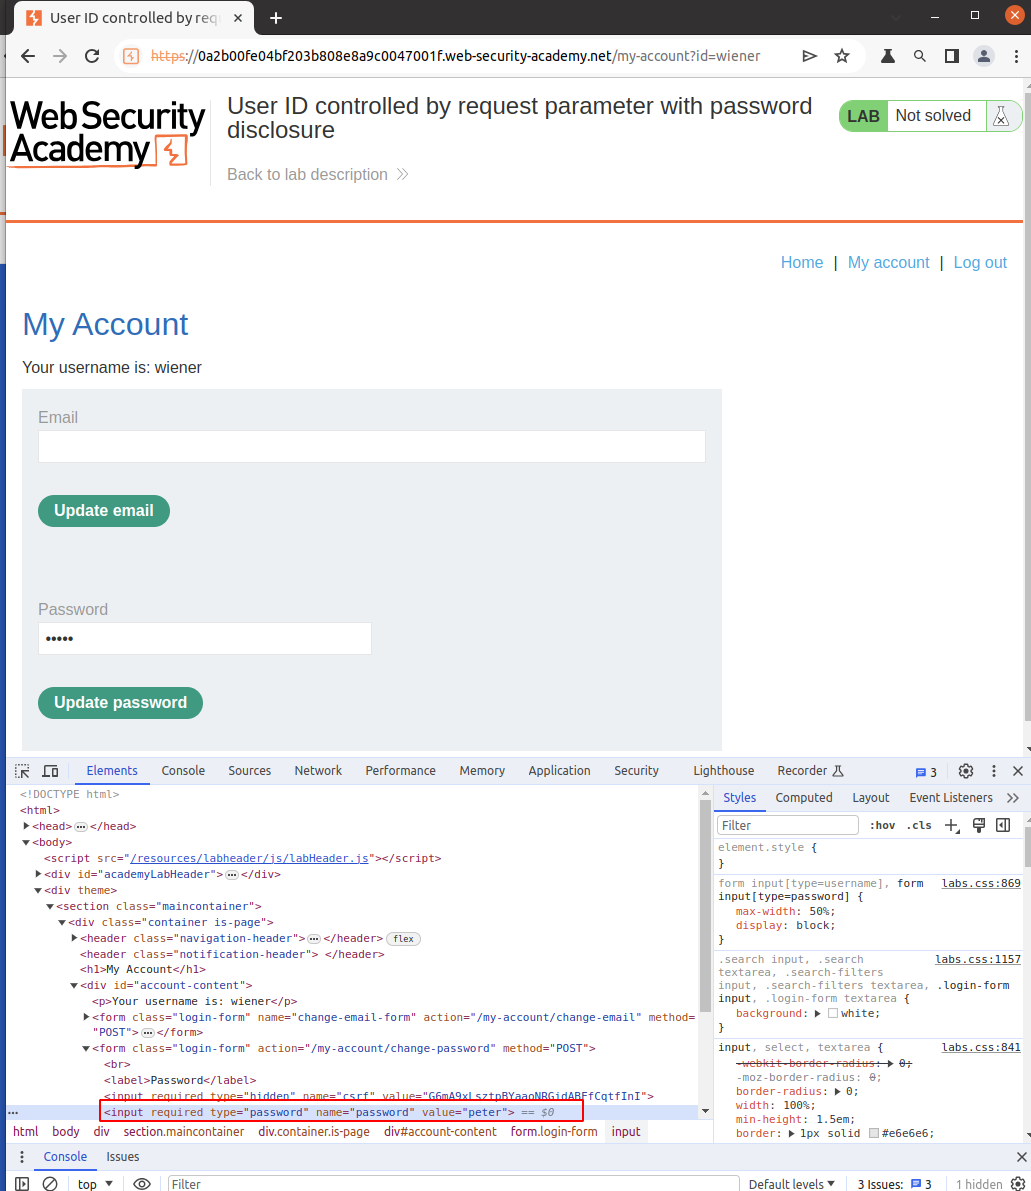 User ID controlled by requ
https://0a2b00fe04bf203b808e8a9c0047001f.web-security-academy.net/my-account?id=wiener
Web Security
Academy
User ID controlled by request parameter with password
disclosure
LAB Not solved
Back to lab description
Home | My account | Log out
My Account
Your username is: wiener
Email
Update email
Password
•••••
Update password
Elements Console Sources Network Performance Memory Application Security Lighthouse Recorder 3
<!DOCTYPE html>
<html>
<head>…</head>
<body>
<script src="/resources/labheader/js/labHeader.js"></script>
<div id="academyLabHeader">…</div>
<div theme>
<section class="maincontainer">
<div class="container is-page">
<header class="navigation-header">…</header> flex
<header class="notification-header"> </header>
<h1>My Account</h1>
<div id="account-content">
<p>Your username is: wiener</p>
<form class="login-form" name="change-email-form" action="/my-account/change-email" method=
"POST">…</form>
<form class="login-form" action="/my-account/change-password" method="POST">
<br>
<label>Password</label>
<input required type="hidden" name="csrf" 
<input required type="password" name="password" value="peter"> == $0
html body div section.maincontainer div.container.is-page div#account-content form.login-form input
Styles Computed Layout Event Listeners
Filter :hov .cls
element.style {
}
form input[type=username], form labs.css:869
input[type=password] {
max-width: 50%;
display: block;
}
.search input, .search labs.css:1157
textarea, .search-filters
input, .search-filters textarea, .login-form
input, .login-form textarea {
background: white;
}
input, select, textarea { labs.css:841
-webkit-border-radius: 0;
-moz-border-radius: 0;
border-radius: 0;
width: 100%;
min-height: 1.5em;
border: 1px solid #e6e6e6;
Console Issues
top Filter Default levels 3 Issues: 3 1 hidden